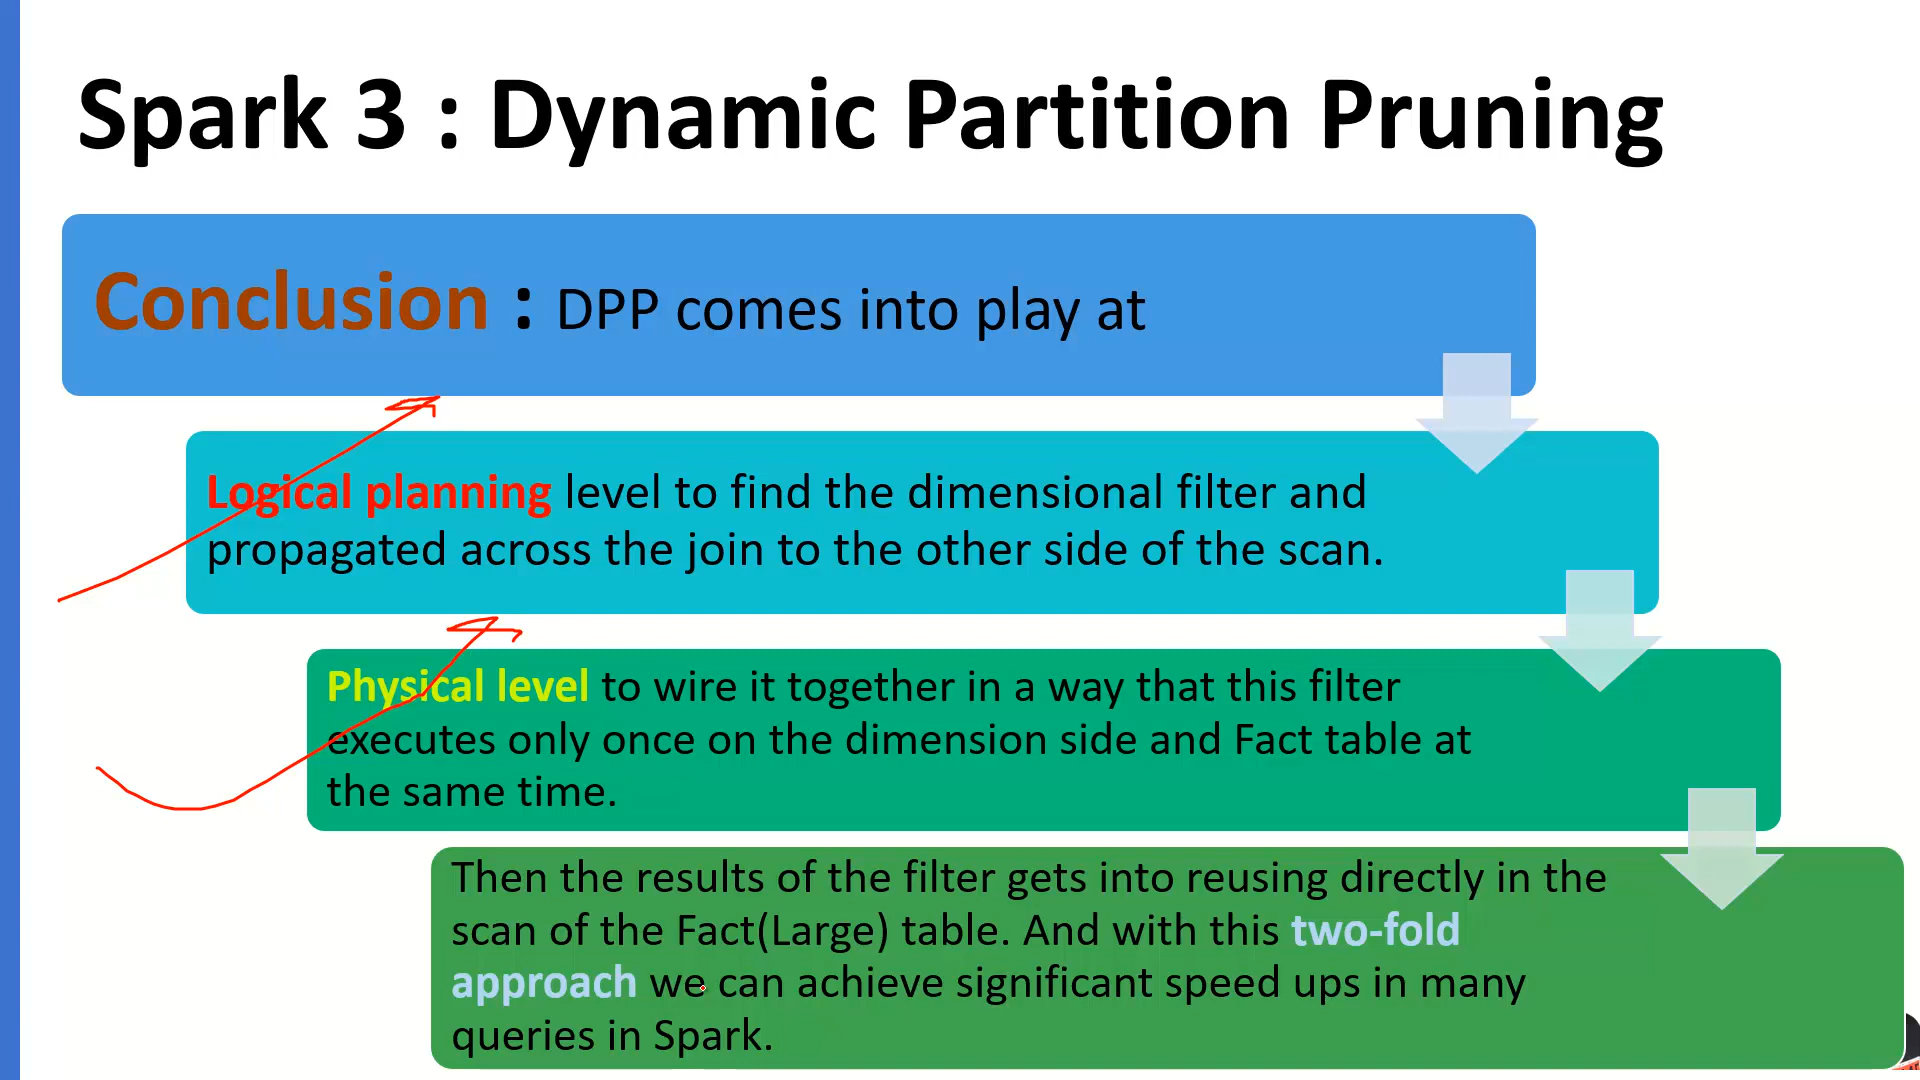 Spark 3 : Dynamic Partition Pruning
Conclusion : DPP comes into play at
Logical planning level to find the dimensional filter and
propagated across the join to the other side of the scan.
Physical level to wire it together in a way that this filter
executes only once on the dimension side and Fact table at
the same time.
Then the results of the filter gets into reusing directly in the
scan of the Fact(Large) table. And with this two-fold
approach we can achieve significant speed ups in many
queries in Spark.